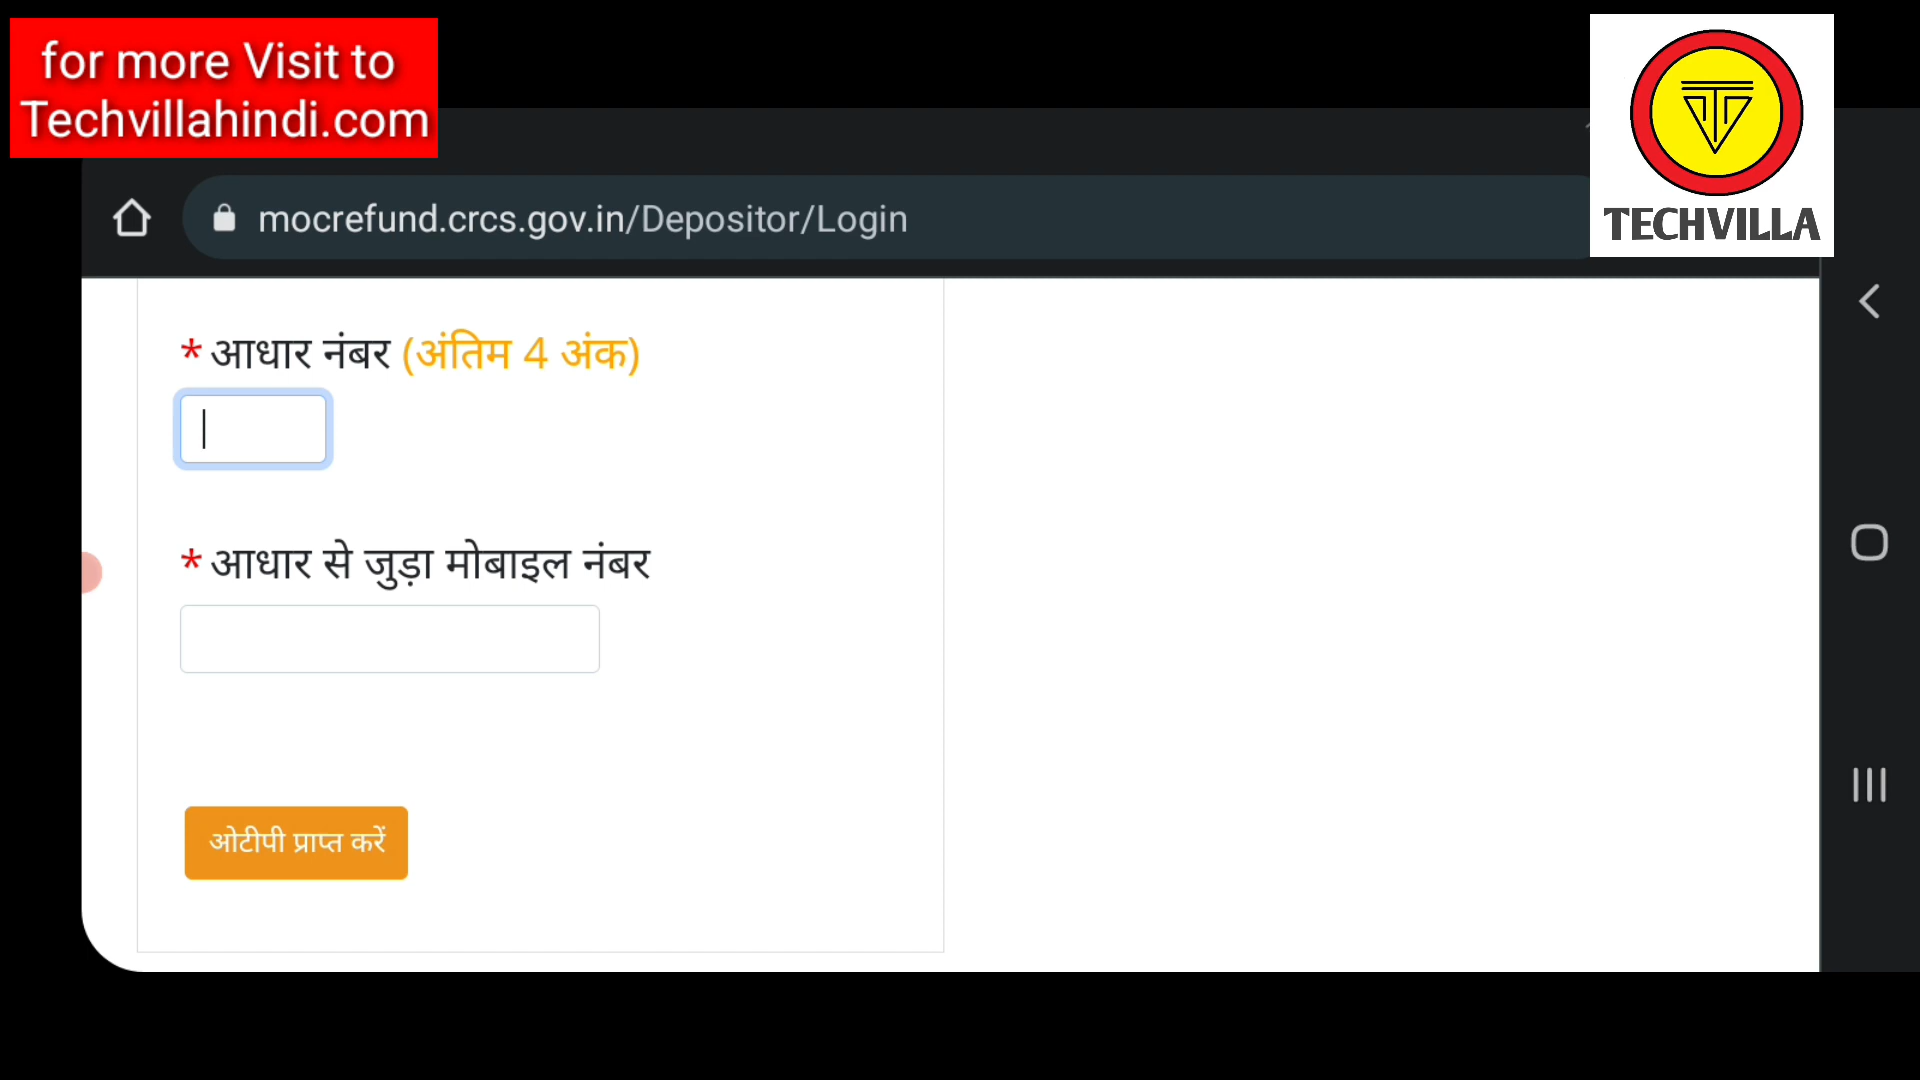 for more Visit to
Techvillahindi.com
TECHVILLA
mocrefund.crcs.gov.in/Depositor/Login
* आधार नंबर (अंतिम 4 अंक)
* आधार से जुड़ा मोबाइल नंबर
ओटीपी प्राप्त करें